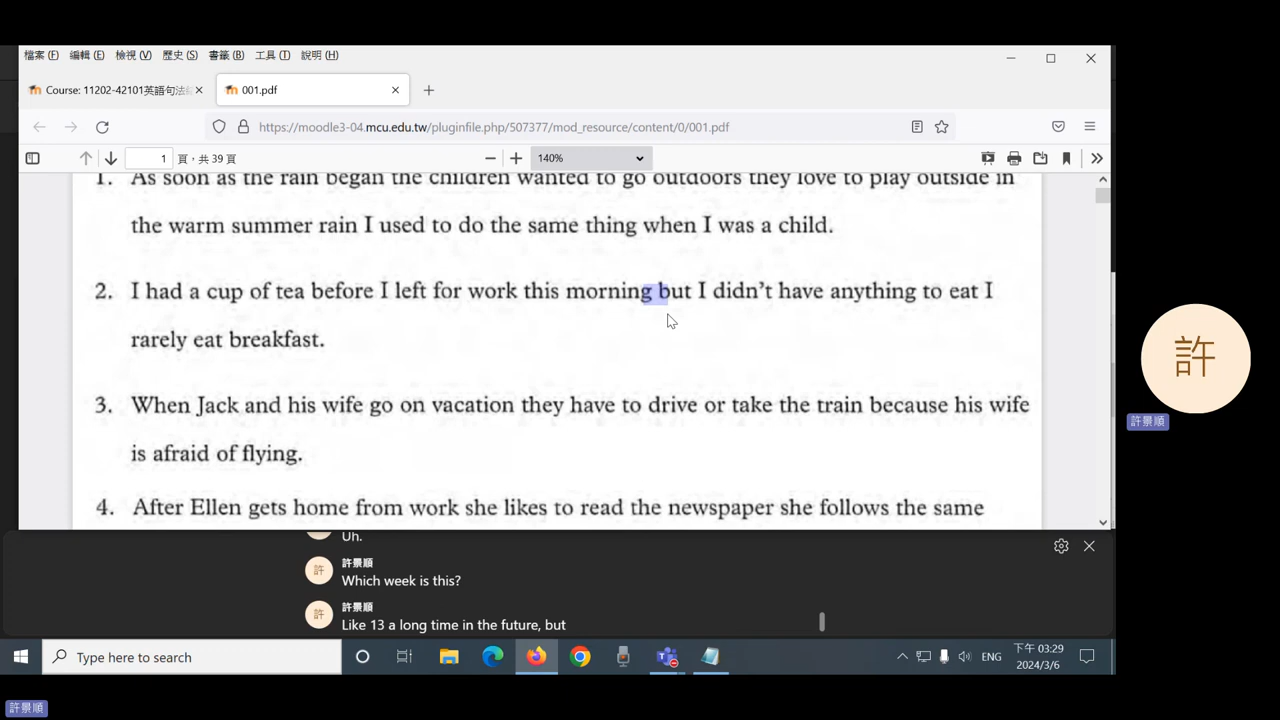 檔案 (F) 編輯 (E) 檢視 (V) 歷史 (S) 書籤 (B) 工具 (T) 說明 (H)
Course: 11202-42101英語句法
001.pdf
https://moodle3-04.mcu.edu.tw/pluginfile.php/507377/mod_resource/content/0/001.pdf
1 頁，共 39 頁
140%
1. As soon as the rain began the children wanted to go outdoors they love to play outside in
the warm summer rain I used to do the same thing when I was a child.
2. I had a cup of tea before I left for work this morning but I didn't have anything to eat I
rarely eat breakfast.
3. When Jack and his wife go on vacation they have to drive or take the train because his wife
is afraid of flying.
4. After Ellen gets home from work she likes to read the newspaper she follows the same
許
許景順
Uh.
許 許景順
Which week is this?
許 許景順
Like 13 a long time in the future, but
Type here to search
ENG
下午 03:29
2024/3/6
許景順